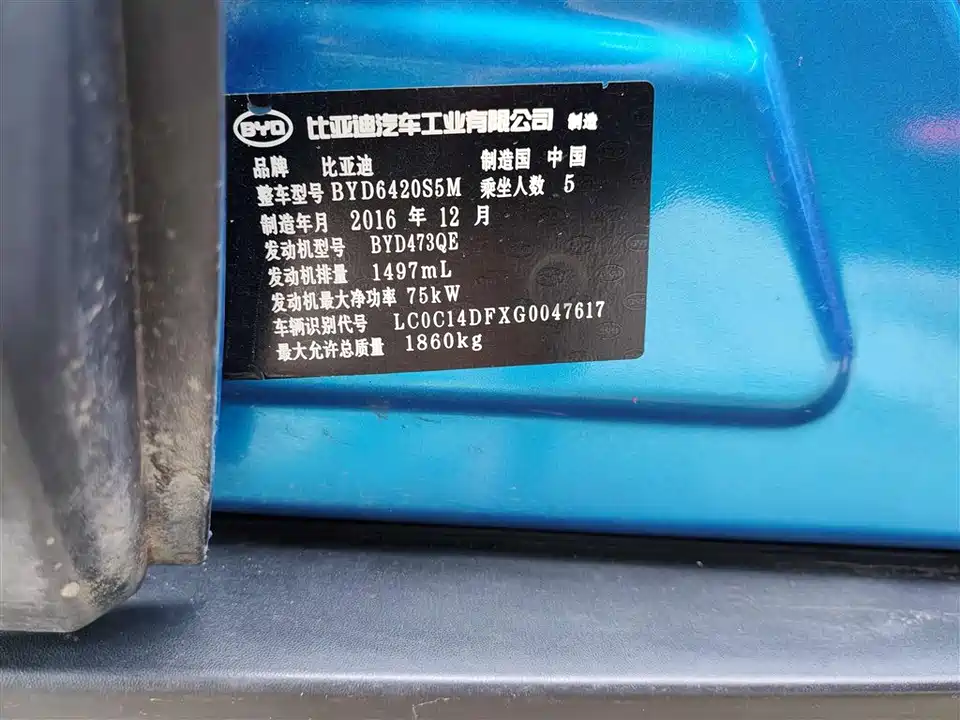 BYD 比亚迪汽车工业有限公司 制造
品牌 比亚迪 制造国 中国
整车型号 BYD6420S5M 乘坐人数 5
制造年月 2016 年 12 月
发动机型号 BYD473QE
发动机排量 1497mL
发动机最大净功率 75kW
车辆识别代号 LC0C14DFXG0047617
最大允许总质量 1860kg